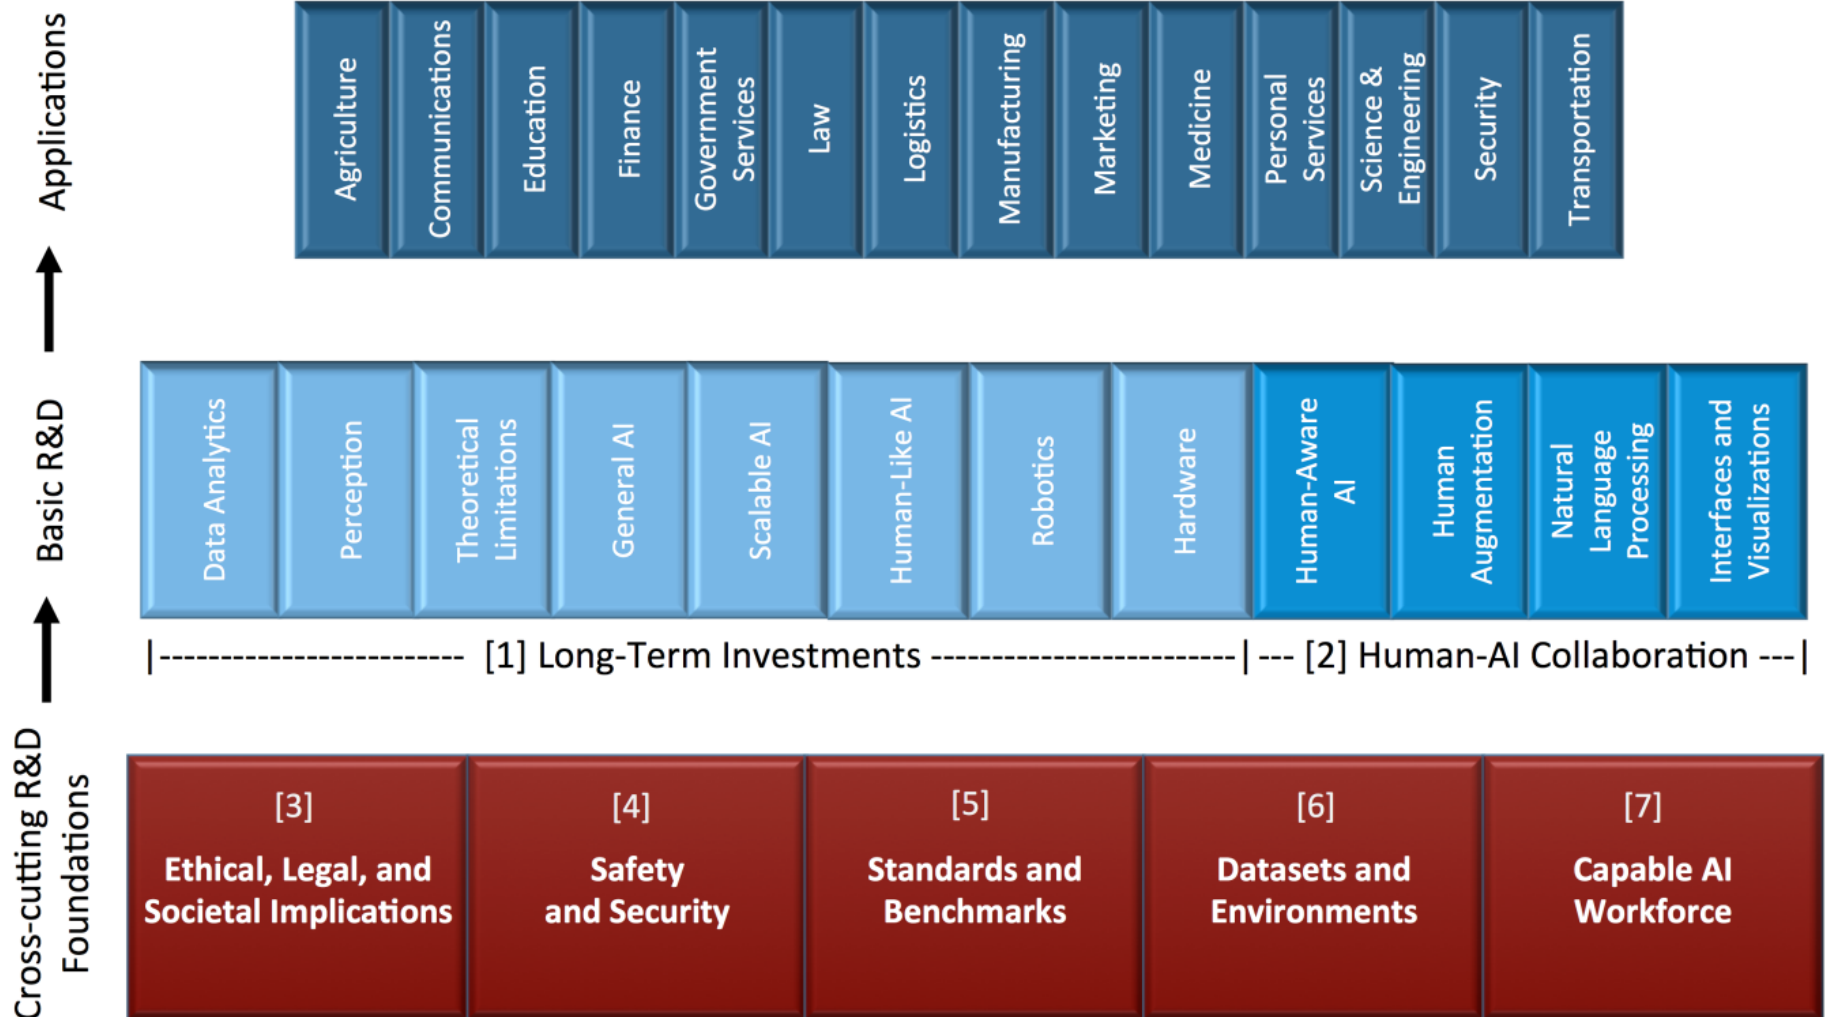 Applications
Agriculture
Communications
Education
Finance
Government
Services
Law
Logistics
Manufacturing
Marketing
Medicine
Personal
Services
Science &
Engineering
Security
Transportation
Basic R&D
Data Analytics
Perception
Theoretical
Limitations
General AI
Scalable AI
Human-Like AI
Robotics
Hardware
Human-Aware
AI
Human
Augmentation
Natural
Language
Processing
Interfaces and
Visualizations
|------------------------ [1] Long-Term Investments ------------------------| --- [2] Human-AI Collaboration ---|
Cross-cutting R&D
Foundations
[3]
Ethical, Legal, and
Societal Implications
[4]
Safety
and Security
[5]
Standards and
Benchmarks
[6]
Datasets and
Environments
[7]
Capable AI
Workforce